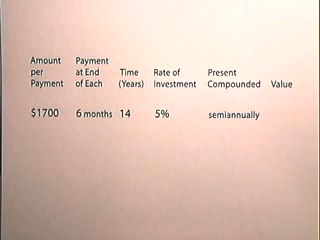 Amount Payment
per at End Time Rate of Present
Payment of Each (Years) Investment Compounded Value
$1700 6 months 14 5% semiannually